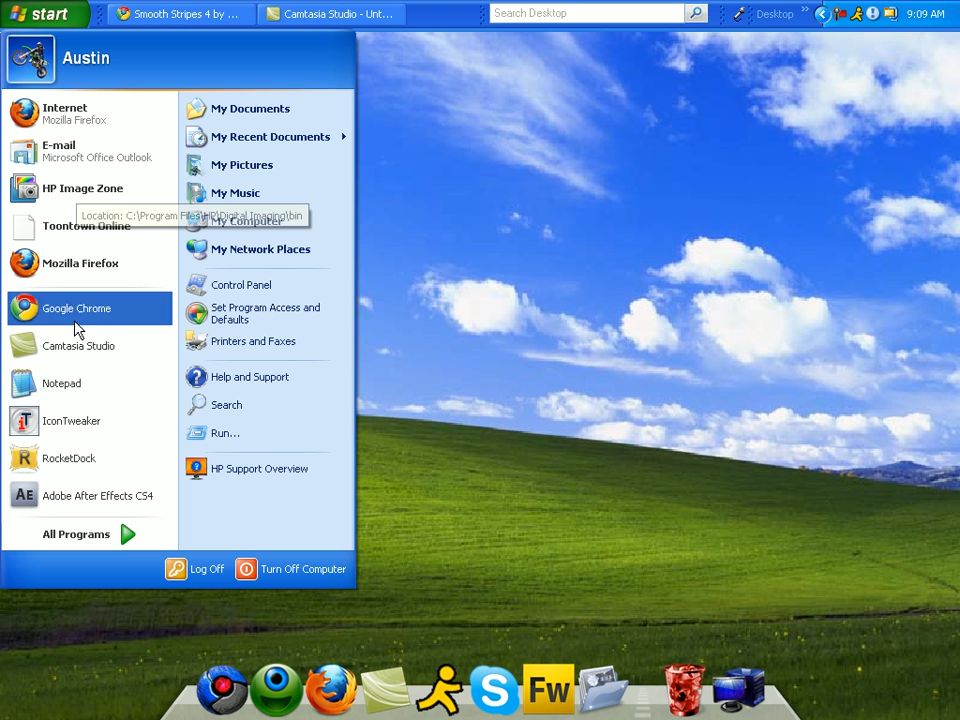 start
Smooth Stripes 4 by ...
Camtasia Studio - Unt...
Search Desktop
Desktop
9:09 AM
Austin
Internet
Mozilla Firefox
E-mail
Microsoft Office Outlook
HP Image Zone
Location: C:\Program Files\HP\Digital Imaging\bin
Toontown Online
Mozilla Firefox
Google Chrome
Camtasia Studio
Notepad
IconTweaker
RocketDock
AE
Adobe After Effects CS4
All Programs
My Documents
My Recent Documents
My Pictures
My Music
My Computer
My Network Places
Control Panel
Set Program Access and
Defaults
Printers and Faxes
Help and Support
Search
Run...
HP Support Overview
Log Off
Turn Off Computer
S
Fw